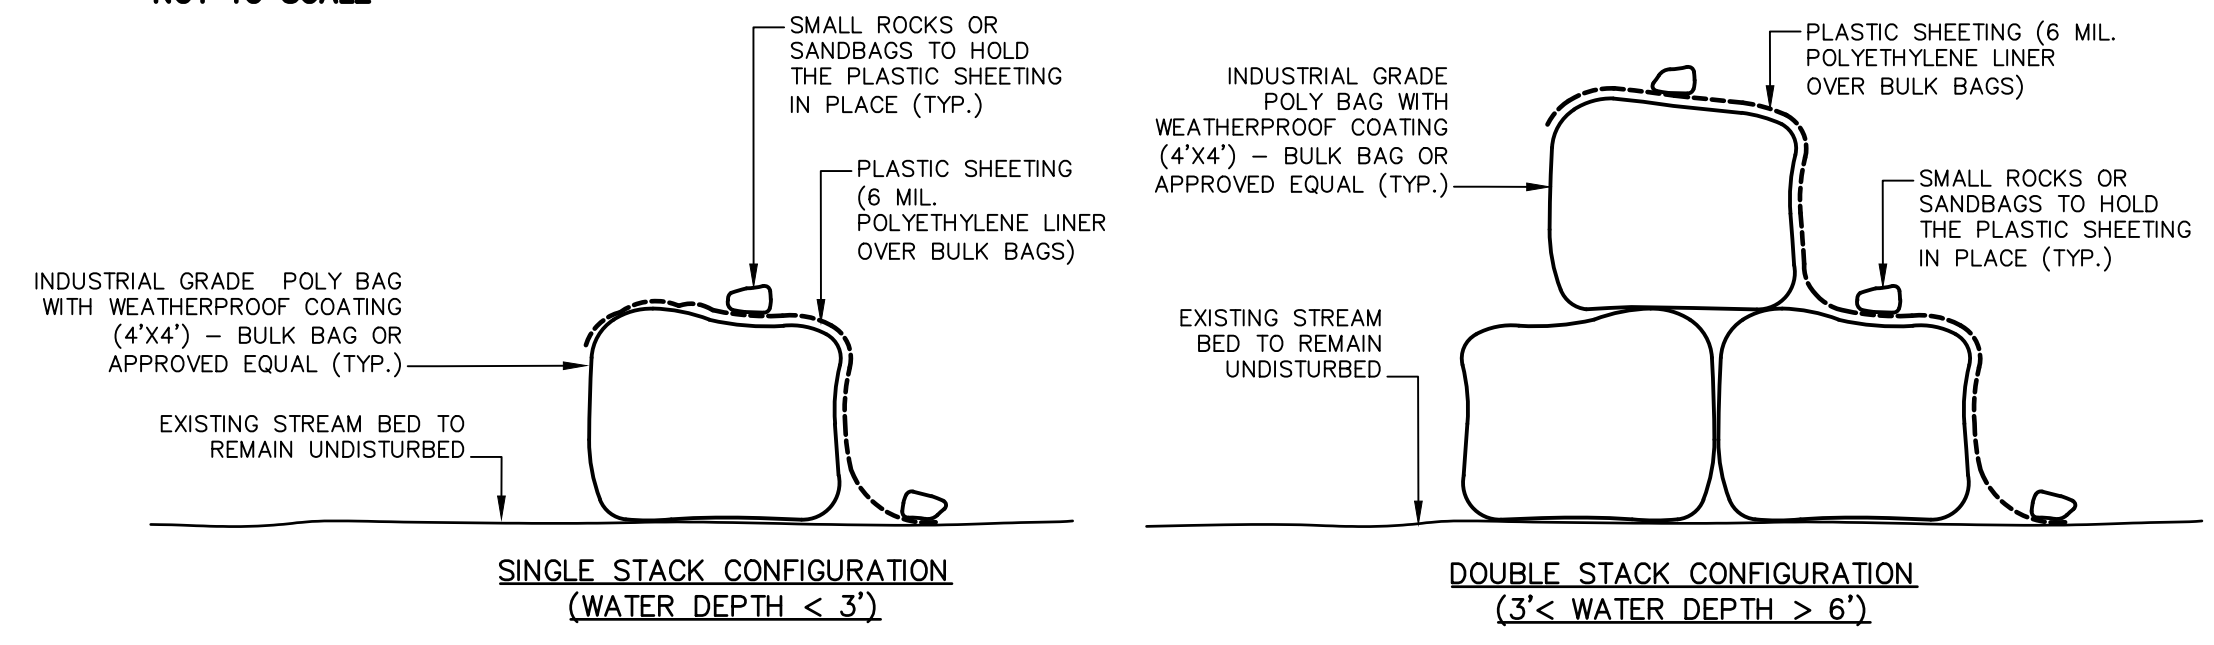 NOT TO SCALE
SMALL ROCKS OR
SANDBAGS TO HOLD
THE PLASTIC SHEETING
IN PLACE (TYP.)
PLASTIC SHEETING
(6 MIL.
POLYETHYLENE LINER
OVER BULK BAGS)
INDUSTRIAL GRADE POLY BAG
WITH WEATHERPROOF COATING
(4'X4') – BULK BAG OR
APPROVED EQUAL (TYP.)
EXISTING STREAM BED TO
REMAIN UNDISTURBED
SINGLE STACK CONFIGURATION
(WATER DEPTH < 3')
PLASTIC SHEETING (6 MIL.
POLYETHYLENE LINER
OVER BULK BAGS)
INDUSTRIAL GRADE
POLY BAG WITH
WEATHERPROOF COATING
(4'X4') – BULK BAG OR
APPROVED EQUAL (TYP.)
SMALL ROCKS OR
SANDBAGS TO HOLD
THE PLASTIC SHEETING
IN PLACE (TYP.)
EXISTING STREAM
BED TO REMAIN
UNDISTURBED
DOUBLE STACK CONFIGURATION
(3'< WATER DEPTH > 6')